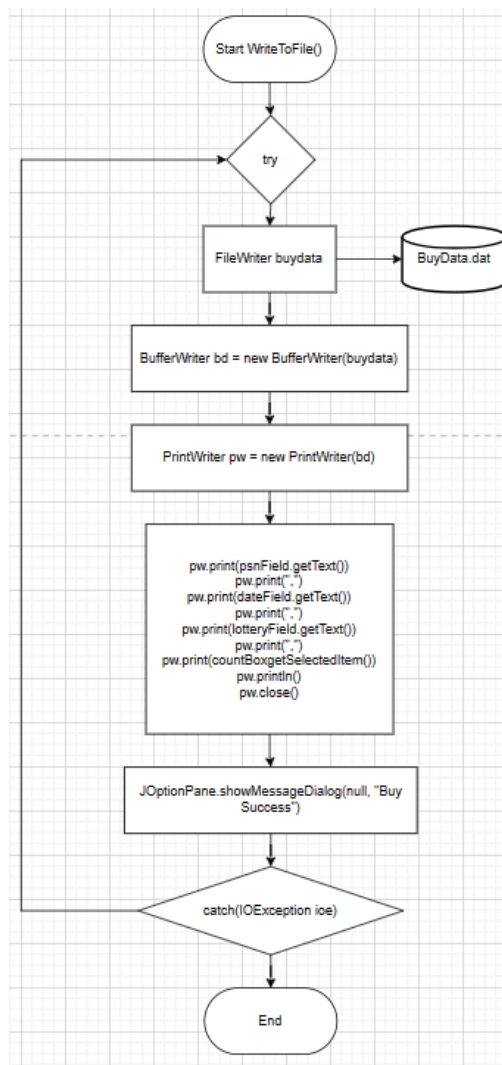 Start WriteToFile()
try
FileWriter buydata
BuyData.dat
BufferWriter bd = new BufferWriter(buydata)
PrintWriter pw = new PrintWriter(bd)
pw.print(psnField.getText())
pw.print(",")
pw.print(dateField.getText())
pw.print(",")
pw.print(lotteryField.getText())
pw.print(",")
pw.print(countBoxgetSelectedItem())
pw.println()
pw.close()
JOptionPane.showMessageDialog(null, "Buy
Success")
catch(IOException ioe)
End